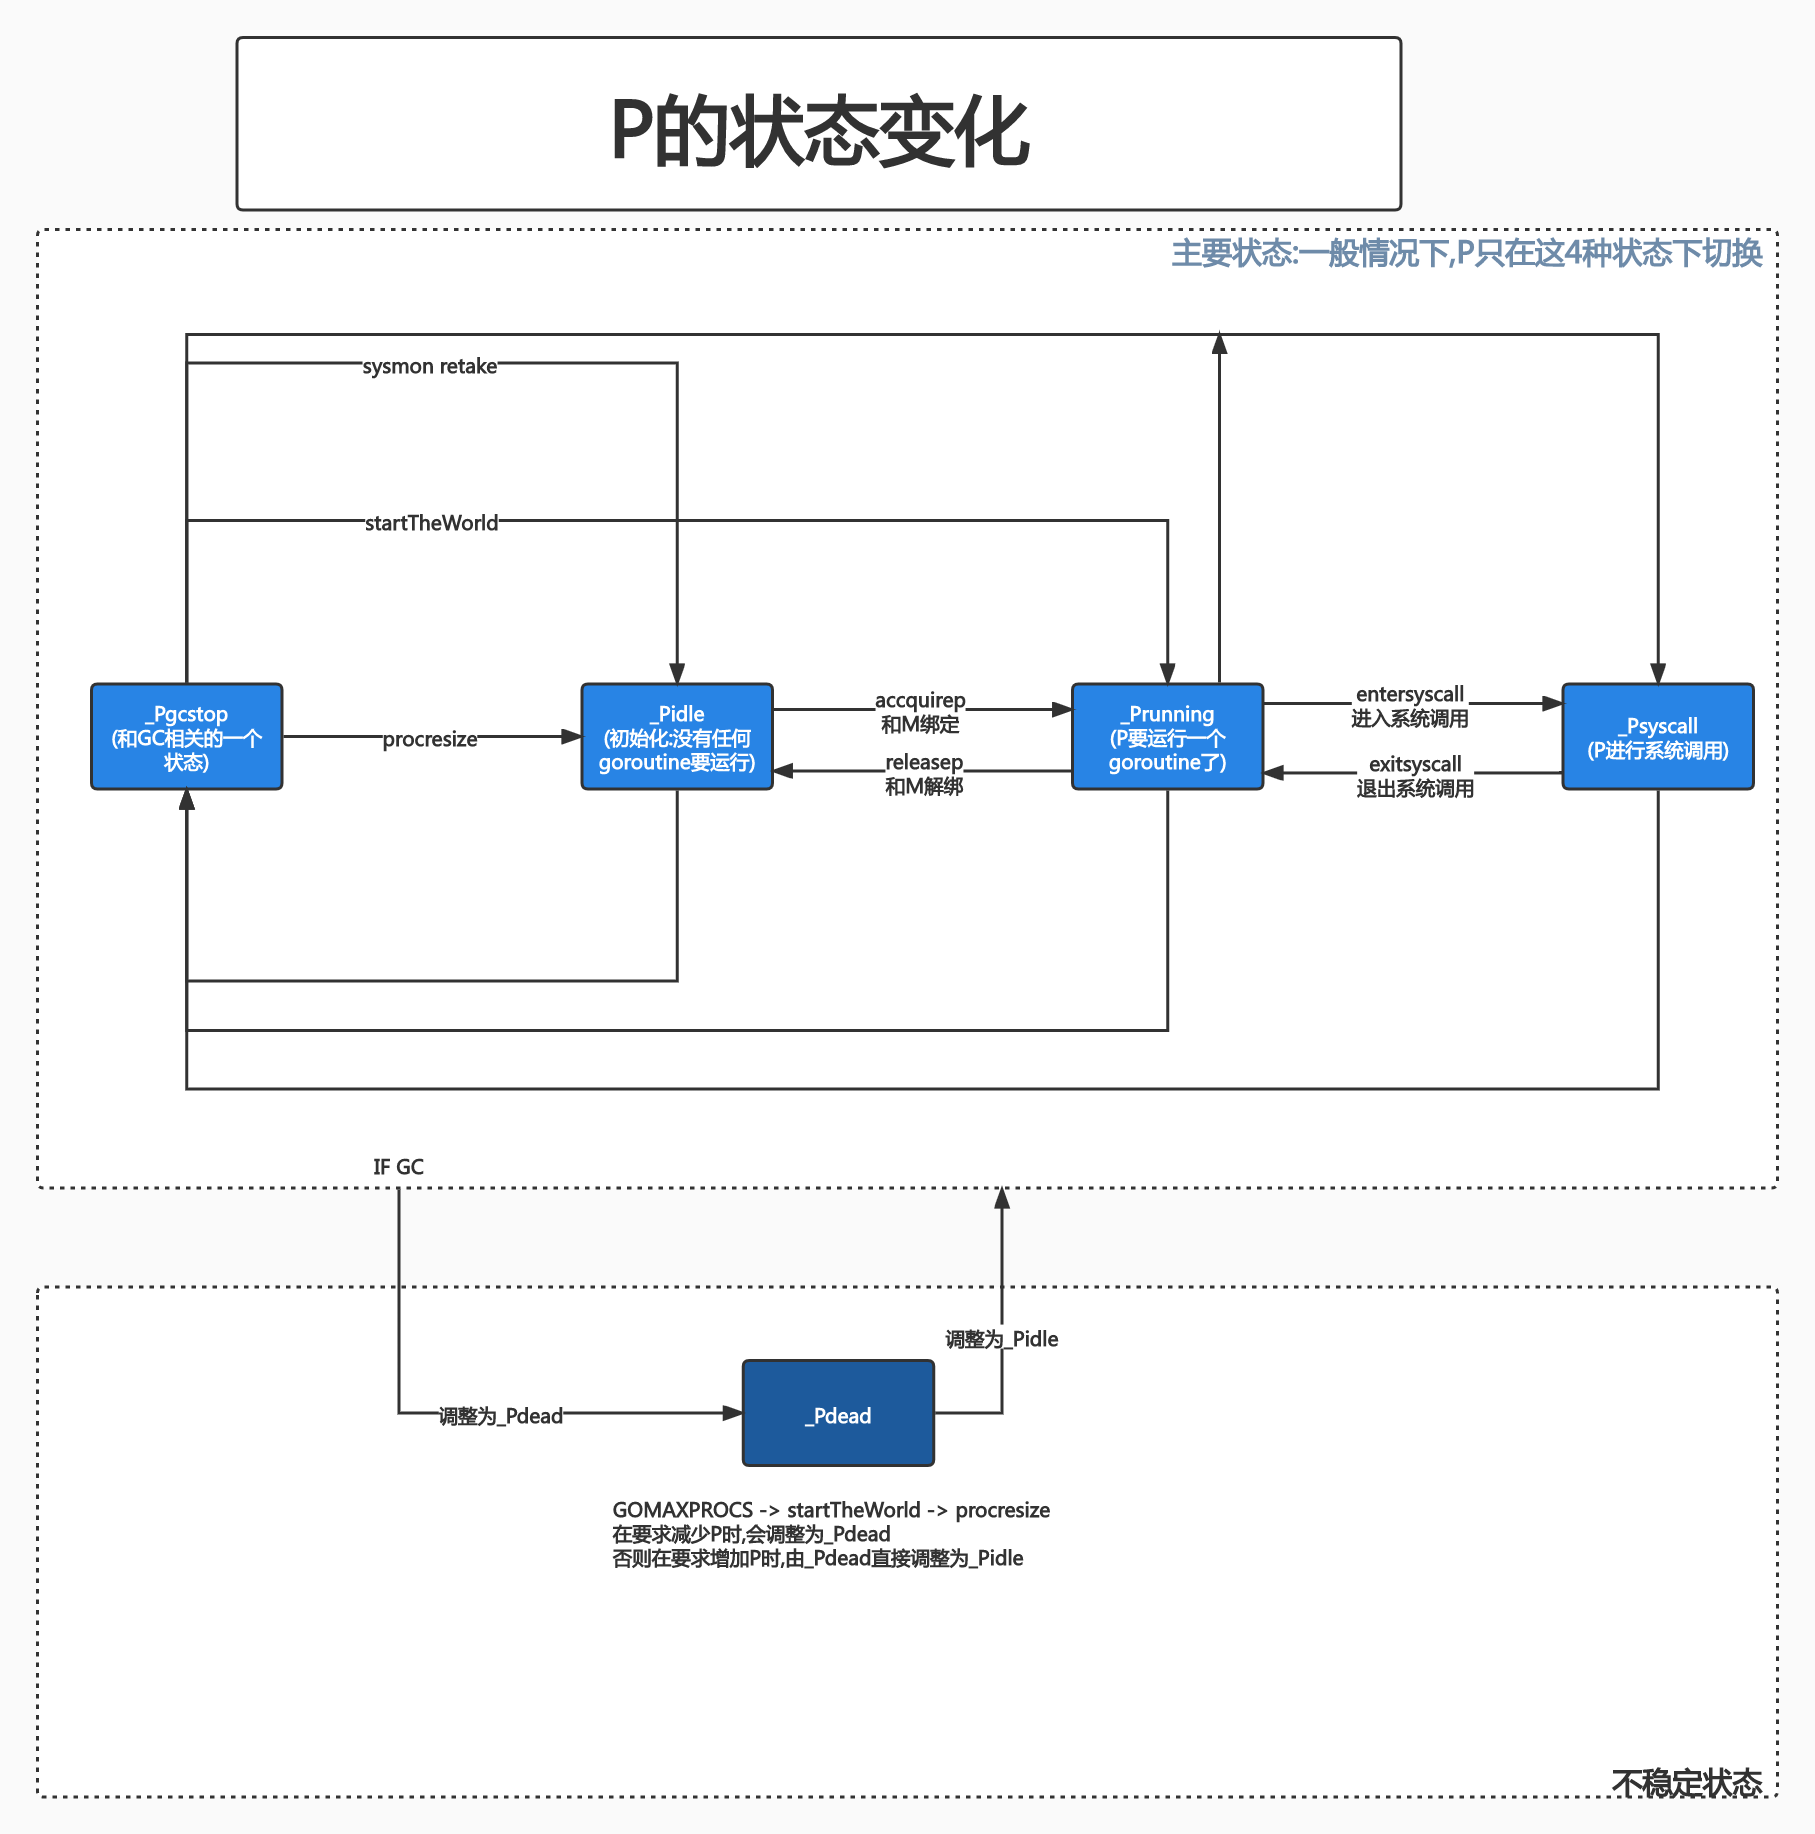 P的状态变化
主要状态:一般情况下,P只在这4种状态下切换
sysmon retake
startTheWorld
_Pgcstop
(和GC相关的一个
状态)
procresize
_Pidle
(初始化:没有任何
goroutine要运行)
accquirep
和M绑定
releasep
和M解绑
_Prunning
(P要运行一个
goroutine了)
entersyscall
进入系统调用
exitsyscall
退出系统调用
_Psyscall
(P进行系统调用)
IF GC
调整为_Pidle
调整为_Pdead
_Pdead
GOMAXPROCS -> startTheWorld -> procresize
在要求减少P时,会调整为_Pdead
否则在要求增加P时,由_Pdead直接调整为_Pidle
不稳定状态